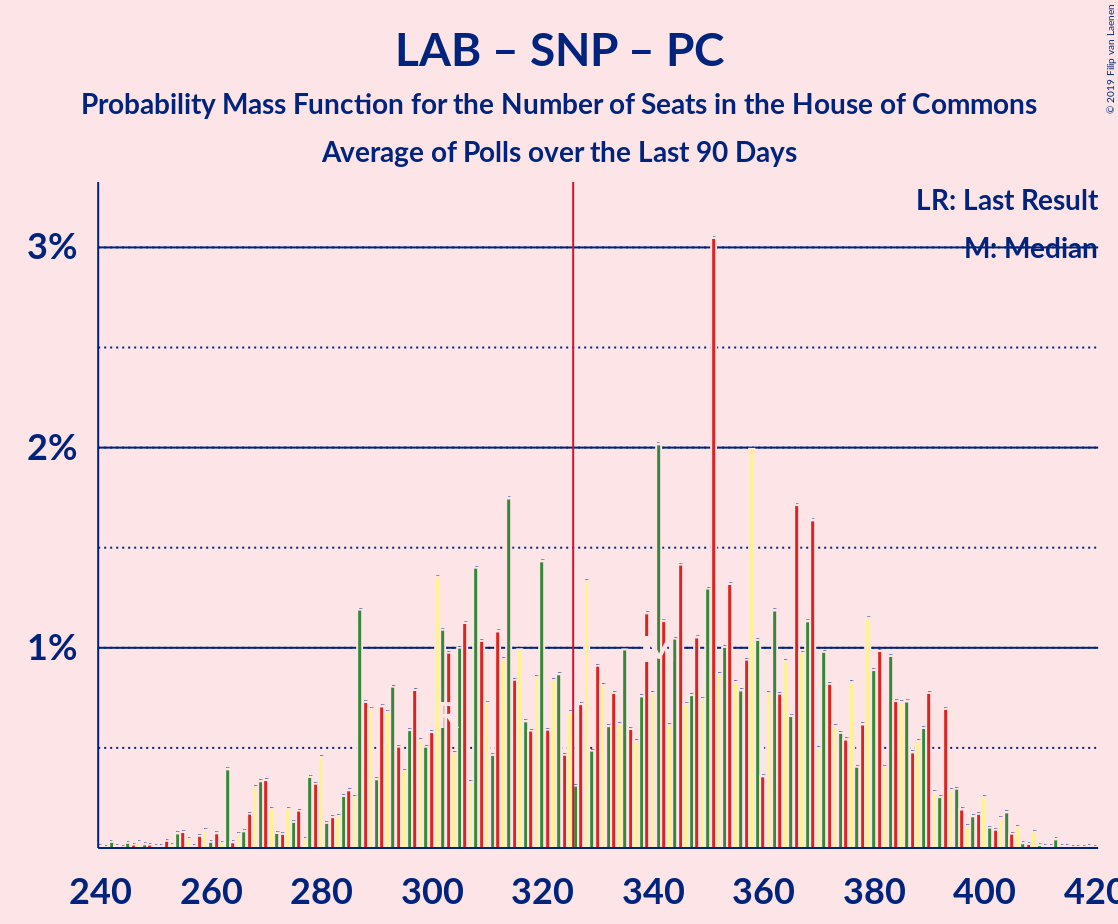 LAB – SNP – PC
Probability Mass Function for the Number of Seats in the House of Commons
Average of Polls over the Last 90 Days
© 2019 Filip van Laenen
LR: Last Result
M: Median
3%
2%
1%
240 260 280 300 320 340 360 380 400 420